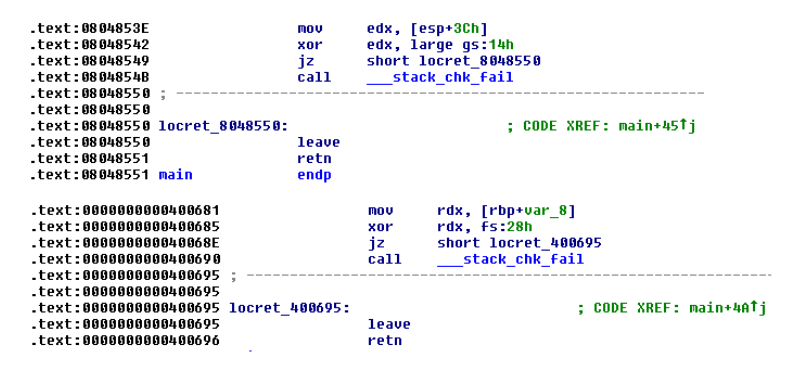 .text:0804853E mov edx, [esp+3Ch]
.text:08048542 xor edx, large gs:14h
.text:08048549 jz short locret_8048550
.text:0804854B call ___stack_chk_fail
.text:08048550 ; ---------------------------------------------------------------------------
.text:08048550
.text:08048550 locret_8048550: ; CODE XREF: main+45↑j
.text:08048550 leave
.text:08048551 retn
.text:08048551 main endp
.text:0000000000400681 mov rdx, [rbp+var_8]
.text:0000000000400685 xor rdx, fs:28h
.text:000000000040068E jz short locret_400695
.text:0000000000400690 call ___stack_chk_fail
.text:0000000000400695 ; ---------------------------------------------------------------------------
.text:0000000000400695
.text:0000000000400695 locret_400695: ; CODE XREF: main+4A↑j
.text:0000000000400695 leave
.text:0000000000400696 retn